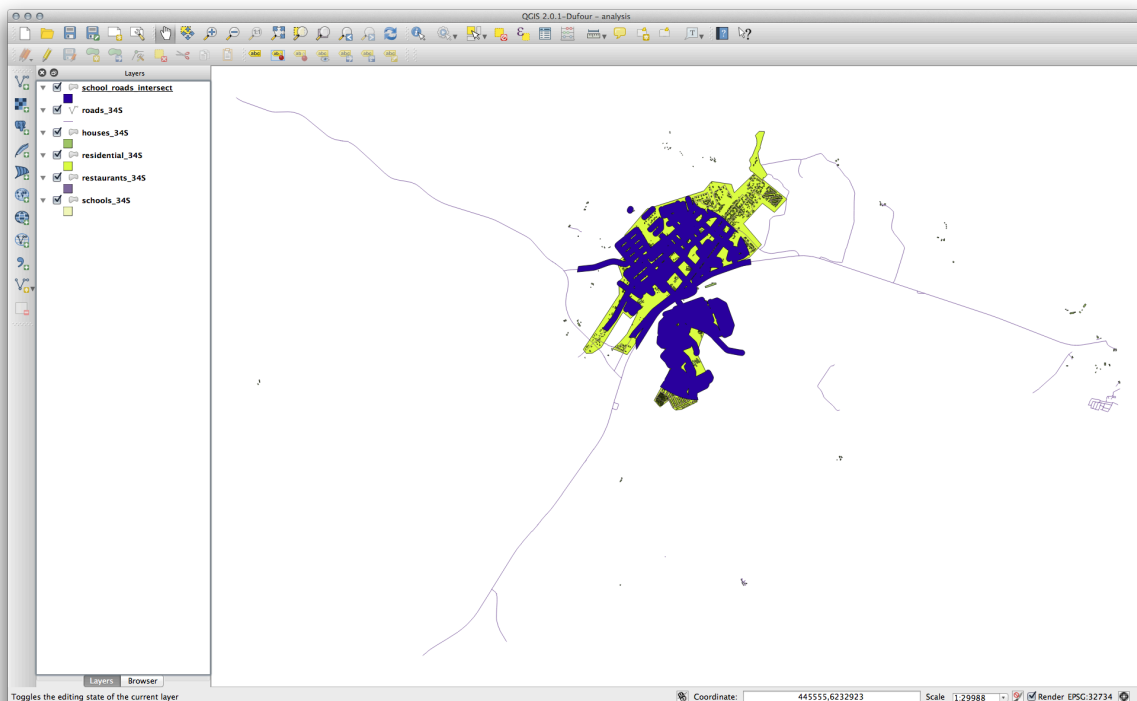 QGIS 2.0.1-Dufour - analysis
Layers
school_roads_intersect
roads_34S
houses_34S
residential_34S
restaurants_34S
schools_34S
Layers Browser
Toggles the editing state of the current layer Coordinate: 445555,6232923 Scale 1:29988 Render EPSG:32734